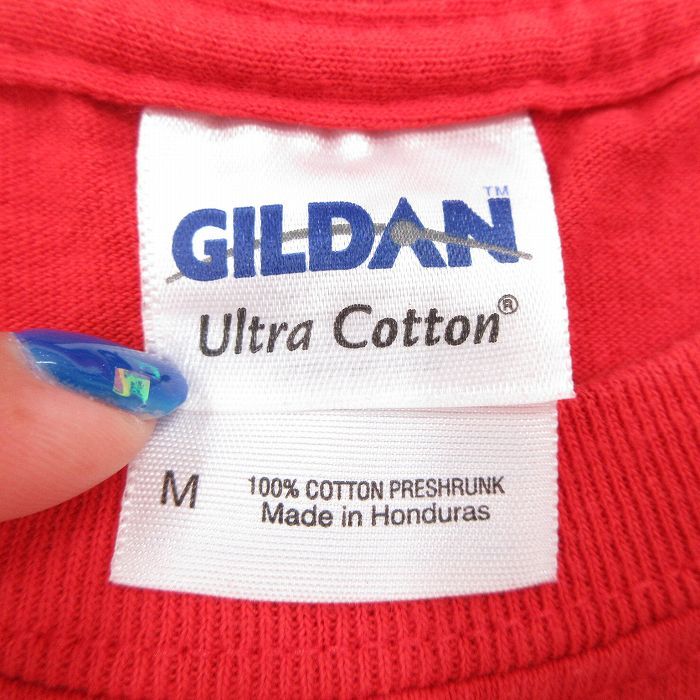 GILDAN™
Ultra Cotton®
M
100% COTTON PRESHRUNK
Made in Honduras